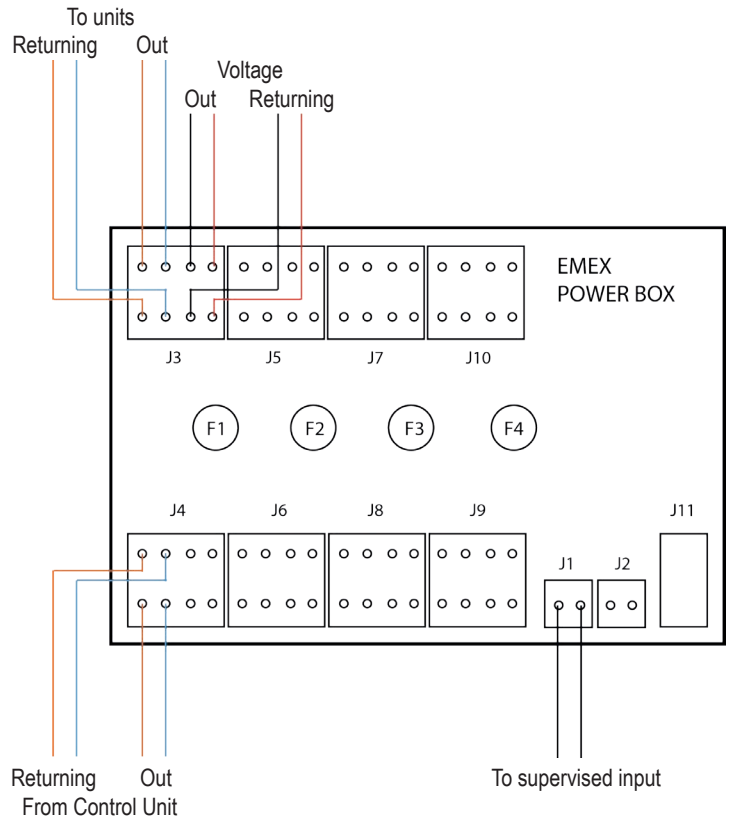 To units
Returning Out
Voltage
Out Returning
EMEX
POWER BOX
J3 J5 J7 J10
F1 F2 F3 F4
J4 J6 J8 J9 J11
J1 J2
Returning Out To supervised input
From Control Unit